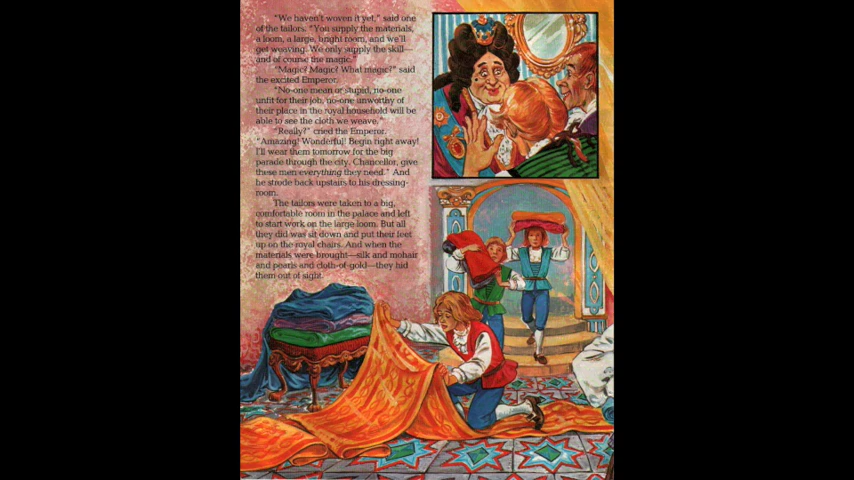 "We haven't woven it yet," said one
of the tailors. "You supply the materials,
a loom, a large, bright room, and we'll
get weaving. We only supply the skill—
and of course the magic."
"Magic? Magic? What magic?" said
the excited Emperor.
"No-one mean or stupid, no-one
unfit for their job, no-one unworthy of
their place in the royal household will be
able to see the cloth we weave."
"Really?" cried the Emperor.
"Amazing! Wonderful! Begin right away!
I'll wear them tomorrow for the big
parade through the city. Chancellor, give
these men everything they need." And
he strode back upstairs to his dressing-
room.
The tailors were taken to a big,
comfortable room in the palace and left
to start work on the large loom. But all
they did was sit down and put their feet
up on the royal chairs. And when the
materials were brought—silk and mohair
and pearls and cloth-of-gold—they hid
them out of sight.